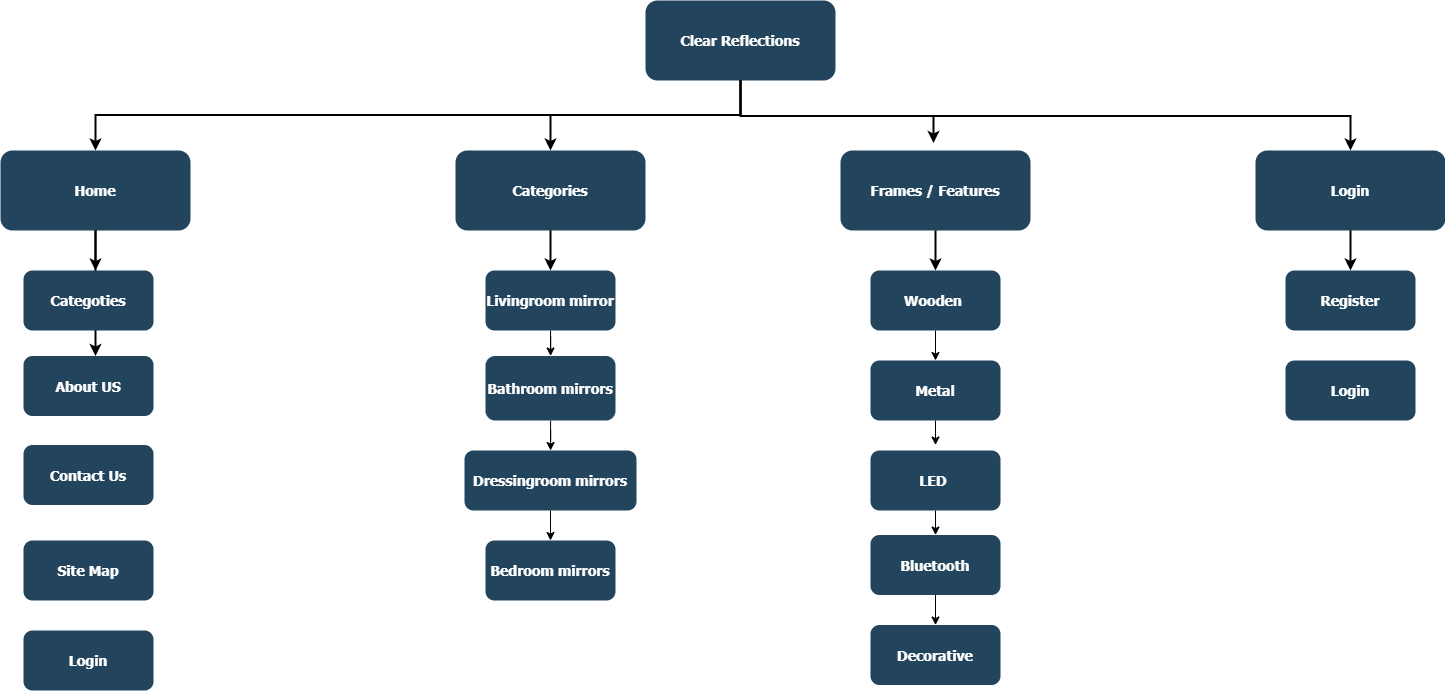 Clear Reflections
Home
Categories
Frames / Features
Login
Categoties
About US
Contact Us
Site Map
Login
Livingroom mirror
Bathroom mirrors
Dressingroom mirrors
Bedroom mirrors
Wooden
Metal
LED
Bluetooth
Decorative
Register
Login